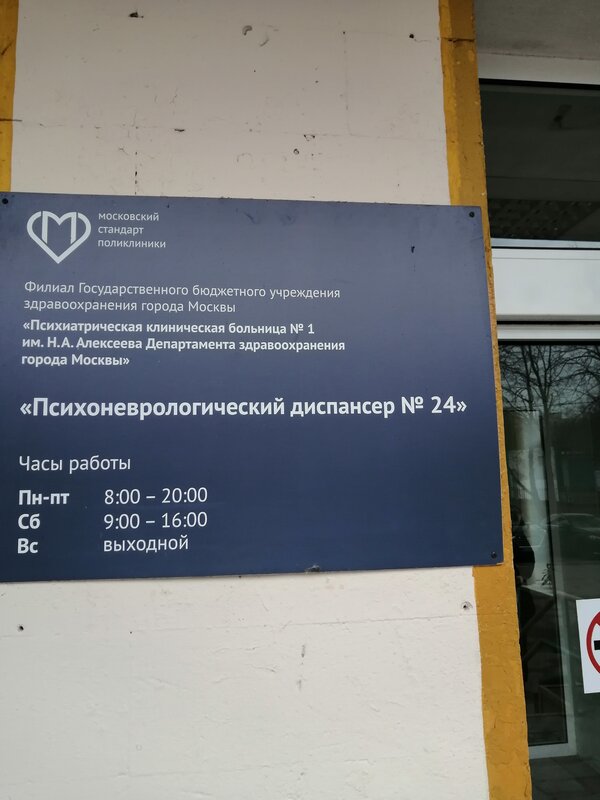 московский
стандарт
поликлиники
Филиал Государственного бюджетного учреждения
здравоохранения города Москвы
«Психиатрическая клиническая больница № 1
им. Н.А. Алексеева Департамента здравоохранения
города Москвы»
«Психоневрологический диспансер № 24»
Часы работы
Пн-пт 8:00 – 20:00
Сб 9:00 – 16:00
Вс выходной